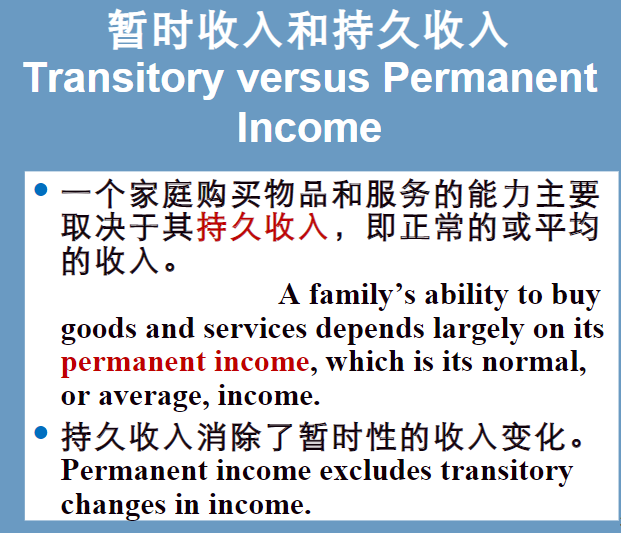 暂时收入和持久收入
Transitory versus Permanent
Income
• 一个家庭购买物品和服务的能力主要
取决于其持久收入，即正常的或平均
的收入。
A family’s ability to buy
goods and services depends largely on its
permanent income, which is its normal,
or average, income.
• 持久收入消除了暂时性的收入变化。
Permanent income excludes transitory
changes in income.